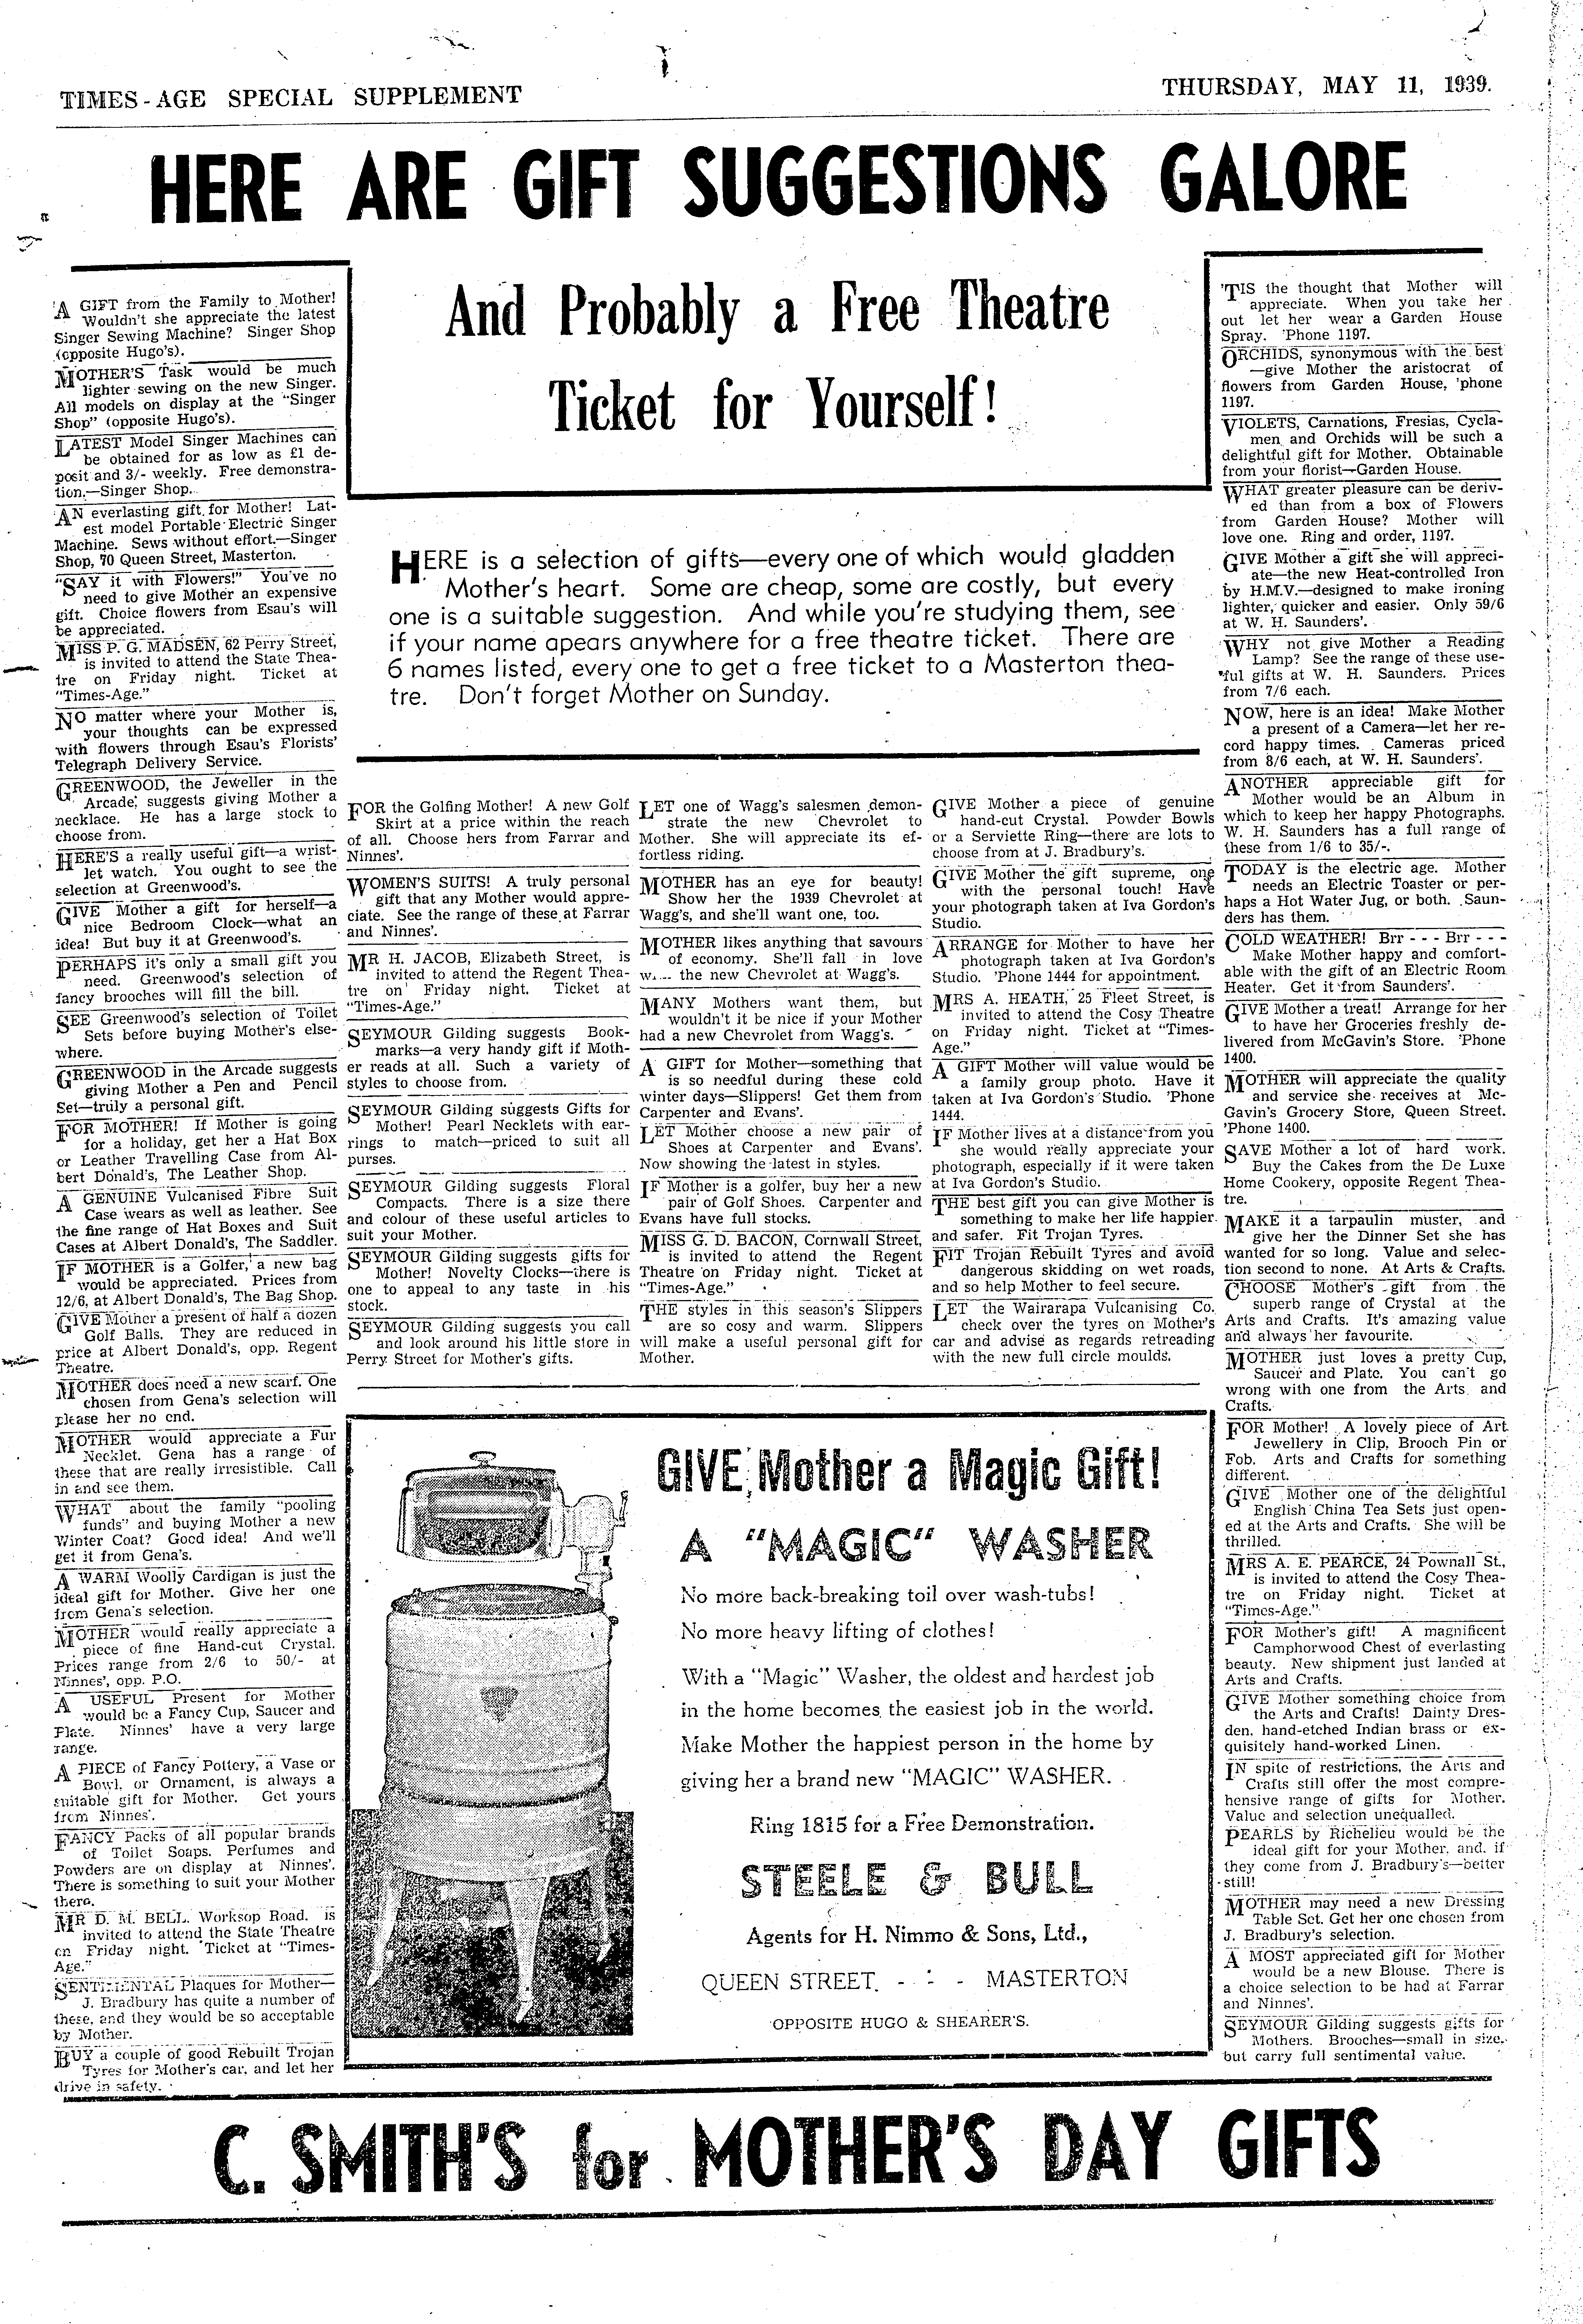 TIMES-AGE SPECIAL SUPPLEMENT
THURSDAY, MAY 11, 1939.
HERE ARE GIFT SUGGESTIONS GALORE
And Probably a Free Theatre
Ticket for Yourself!
HERE is a selection of gifts—every one of which would gladden
Mother's heart. Some are cheap, some are costly, but every
one is a suitable suggestion. And while you're studying them, see
if your name apears anywhere for a free theatre ticket. There are
6 names listed, every one to get a free ticket to a Masterton thea-
tre. Don't forget Mother on Sunday.
A GIFT from the Family to Mother!
Wouldn't she appreciate the latest
Singer Sewing Machine? Singer Shop
(opposite Hugo's).
MOTHER'S Task would be much
lighter sewing on the new Singer.
All models on display at the "Singer
Shop" (opposite Hugo's).
LATEST Model Singer Machines can
be obtained for as low as £1 de-
posit and 3/- weekly. Free demonstra-
tion.—Singer Shop.
AN everlasting gift for Mother! Lat-
est model Portable Electric Singer
Machine. Sews without effort.—Singer
Shop, 70 Queen Street, Masterton.
"SAY it with Flowers!" You've no
need to give Mother an expensive
gift. Choice flowers from Esau's will
be appreciated.
MISS P. G. MADSEN, 62 Perry Street,
is invited to attend the State Thea-
tre on Friday night. Ticket at
"Times-Age."
NO matter where your Mother is,
your thoughts can be expressed
with flowers through Esau's Florists'
Telegraph Delivery Service.
GREENWOOD, the Jeweller in the
Arcade, suggests giving Mother a
necklace. He has a large stock to
choose from.
HERE'S a really useful gift—a wrist-
let watch. You ought to see the
selection at Greenwood's.
GIVE Mother a gift for herself—a
nice Bedroom Clock—what an
idea! But buy it at Greenwood's.
PERHAPS it's only a small gift you
need. Greenwood's selection of
fancy brooches will fill the bill.
SEE Greenwood's selection of Toilet
Sets before buying Mother's else-
where.
GREENWOOD in the Arcade suggests
giving Mother a Pen and Pencil
Set—truly a personal gift.
FOR MOTHER! If Mother is going
for a holiday, get her a Hat Box
or Leather Travelling Case from Al-
bert Donald's, The Leather Shop.
A GENUINE Vulcanised Fibre Suit
Case wears as well as leather. See
the fine range of Hat Boxes and Suit
Cases at Albert Donald's, The Saddler.
IF MOTHER is a Golfer, a new bag
would be appreciated. Prices from
12/6, at Albert Donald's, The Bag Shop.
GIVE Mother a present of half a dozen
Golf Balls. They are reduced in
price at Albert Donald's, opp. Regent
Theatre.
MOTHER does need a new scarf. One
chosen from Gena's selection will
please her no end.
MOTHER would appreciate a Fur
Necklet. Gena has a range of
these that are really irresistible. Call
in and see them.
WHAT about the family "pooling
funds" and buying Mother a new
Winter Coat? Good idea! And we'll
get it from Gena's.
A WARM Woolly Cardigan is just the
ideal gift for Mother. Give her one
from Gena's selection.
MOTHER would really appreciate a
piece of fine Hand-cut Crystal.
Prices range from 2/6 to 50/- at
Ninnes', opp. P.O.
A USEFUL Present for Mother
would be a Fancy Cup, Saucer and
Plate. Ninnes' have a very large
range.
A PIECE of Fancy Pottery, a Vase or
Bowl, or Ornament, is always a
suitable gift for Mother. Get yours
from Ninnes'.
FANCY Packs of all popular brands
of Toilet Soaps. Perfumes and
Powders are on display at Ninnes'.
There is something to suit your Mother
there.
MR D. M. BELL, Worksop Road, is
invited to attend the State Theatre
on Friday night. Ticket at "Times-
Age."
SENTIMENTAL Plaques for Mother—
J. Bradbury has quite a number of
these, and they would be so acceptable
by Mother.
BUY a couple of good Rebuilt Trojan
Tyres for Mother's car, and let her
drive in safety.
FOR the Golfing Mother! A new Golf
Skirt at a price within the reach
of all. Choose hers from Farrar and
Ninnes'.
WOMEN'S SUITS! A truly personal
gift that any Mother would appre-
ciate. See the range of these at Farrar
and Ninnes'.
MR H. JACOB, Elizabeth Street, is
invited to attend the Regent Thea-
tre on Friday night. Ticket at
"Times-Age."
SEYMOUR Gilding suggests Book-
marks—a very handy gift if Moth-
er reads at all. Such a variety of
styles to choose from.
SEYMOUR Gilding suggests Gifts for
Mother! Pearl Necklets with ear-
rings to match—priced to suit all
purses.
SEYMOUR Gilding suggests Floral
Compacts. There is a size there
and colour of these useful articles to
suit your Mother.
SEYMOUR Gilding suggests gifts for
Mother! Novelty Clocks—there is
one to appeal to any taste in his
stock.
SEYMOUR Gilding suggests you call
and look around his little store in
Perry Street for Mother's gifts.
LET one of Wagg's salesmen demon-
strate the new Chevrolet to
Mother. She will appreciate its ef-
fortless riding.
MOTHER has an eye for beauty!
Show her the 1939 Chevrolet at
Wagg's, and she'll want one, too.
MOTHER likes anything that savours
of economy. She'll fall in love
the new Chevrolet at Wagg's.
MANY Mothers want them, but
wouldn't it be nice if your Mother
had a new Chevrolet from Wagg's.
A GIFT for Mother—something that
is so needful during these cold
winter days—Slippers! Get them from
Carpenter and Evans'.
LET Mother choose a new pair of
Shoes at Carpenter and Evans'.
Now showing the latest in styles.
IF Mother is a golfer, buy her a new
pair of Golf Shoes. Carpenter and
Evans have full stocks.
MISS G. D. BACON, Cornwall Street,
is invited to attend the Regent
Theatre on Friday night. Ticket at
"Times-Age."
THE styles in this season's Slippers
are so cosy and warm. Slippers
will make a useful personal gift for
Mother.
GIVE Mother a piece of genuine
hand-cut Crystal. Powder Bowls
or a Serviette Ring—there are lots to
choose from at J. Bradbury's.
GIVE Mother the gift supreme, one
with the personal touch! Have
your photograph taken at Iva Gordon's
Studio.
ARRANGE for Mother to have her
photograph taken at Iva Gordon's
Studio. 'Phone 1444 for appointment.
MRS A. HEATH, 25 Fleet Street, is
invited to attend the Cosy Theatre
on Friday night. Ticket at "Times-
Age."
A GIFT Mother will value would be
a family group photo. Have it
taken at Iva Gordon's Studio. 'Phone
1444.
IF Mother lives at a distance from you
she would really appreciate your
photograph, especially if it were taken
at Iva Gordon's Studio.
THE best gift you can give Mother is
something to make her life happier
and safer. Fit Trojan Tyres.
FIT Trojan Rebuilt Tyres and avoid
dangerous skidding on wet roads,
and so help Mother to feel secure.
LET the Wairarapa Vulcanising Co.
check over the tyres on Mother's
car and advise as regards retreading
with the new full circle moulds.
'TIS the thought that Mother will
appreciate. When you take her
out let her wear a Garden House
Spray. 'Phone 1197.
ORCHIDS, synonymous with the best
—give Mother the aristocrat of
flowers from Garden House, 'phone
1197.
VIOLETS, Carnations, Fresias, Cycla-
men and Orchids will be such a
delightful gift for Mother. Obtainable
from your florist—Garden House.
WHAT greater pleasure can be deriv-
ed than from a box of Flowers
from Garden House? Mother will
love one. Ring and order, 1197.
GIVE Mother a gift she will appreci-
ate—the new Heat-controlled Iron
by H.M.V.—designed to make ironing
lighter, quicker and easier. Only 59/6
at W. H. Saunders'.
WHY not give Mother a Reading
Lamp? See the range of these use-
ful gifts at W. H. Saunders. Prices
from 7/6 each.
NOW, here is an idea! Make Mother
a present of a Camera—let her re-
cord happy times. Cameras priced
from 8/6 each, at W. H. Saunders'.
ANOTHER appreciable gift for
Mother would be an Album in
which to keep her happy Photographs.
W. H. Saunders has a full range of
these from 1/6 to 35/-.
TODAY is the electric age. Mother
needs an Electric Toaster or per-
haps a Hot Water Jug, or both. Saun-
ders has them.
COLD WEATHER! Brr - - - Brr - - -
Make Mother happy and comfort-
able with the gift of an Electric Room
Heater. Get it from Saunders'.
GIVE Mother a treat! Arrange for her
to have her Groceries freshly de-
livered from McGavin's Store. 'Phone
1400.
MOTHER will appreciate the quality
and service she receives at Mc-
Gavin's Grocery Store, Queen Street.
'Phone 1400.
SAVE Mother a lot of hard work.
Buy the Cakes from the De Luxe
Home Cookery, opposite Regent Thea-
tre.
MAKE it a tarpaulin muster, and
give her the Dinner Set she has
wanted for so long. Value and selec-
tion second to none. At Arts & Crafts.
CHOOSE Mother's gift from the
superb range of Crystal at the
Arts and Crafts. It's amazing value
and always her favourite.
MOTHER just loves a pretty Cup,
Saucer and Plate. You can't go
wrong with one from the Arts and
Crafts.
FOR Mother! A lovely piece of Art
Jewellery in Clip, Brooch Pin or
Fob. Arts and Crafts for something
different.
GIVE Mother one of the delightful
English China Tea Sets just open-
ed at the Arts and Crafts. She will be
thrilled.
MRS A. E. PEARCE, 24 Pownall St.,
is invited to attend the Cosy Thea-
tre on Friday night. Ticket at
"Times-Age."
FOR Mother's gift! A magnificent
Camphorwood Chest of everlasting
beauty. New shipment just landed at
Arts and Crafts.
GIVE Mother something choice from
the Arts and Crafts! Dainty Dres-
den, hand-etched Indian brass or ex-
quisitely hand-worked Linen.
IN spite of restrictions, the Arts and
Crafts still offer the most compre-
hensive range of gifts for Mother.
Value and selection unequalled.
PEARLS by Richelieu would be the
ideal gift for your Mother, and, if
they come from J. Bradbury's—better
still!
MOTHER may need a new Dressing
Table Set. Get her one chosen from
J. Bradbury's selection.
A MOST appreciated gift for Mother
would be a new Blouse. There is
a choice selection to be had at Farrar
and Ninnes'.
SEYMOUR Gilding suggests gifts for
Mothers. Brooches—small in size,
but carry full sentimental value.
GIVE Mother a Magic Gift!
A "MAGIC" WASHER
No more back-breaking toil over wash-tubs!
No more heavy lifting of clothes!
With a "Magic" Washer, the oldest and hardest job
in the home becomes the easiest job in the world.
Make Mother the happiest person in the home by
giving her a brand new "MAGIC" WASHER.
Ring 1815 for a Free Demonstration.
STEELE & BULL
Agents for H. Nimmo & Sons, Ltd.,
QUEEN STREET, - : - MASTERTON
OPPOSITE HUGO & SHEARER'S.
C. SMITH'S for MOTHER'S DAY GIFTS